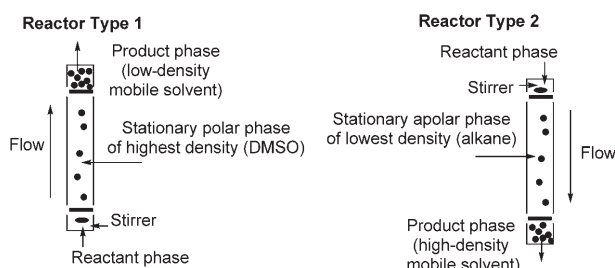 Reactor Type 1
Product phase
(low-density
mobile solvent)
Flow
Stationary polar phase
of highest density (DMSO)
Stirrer
Reactant phase
Reactor Type 2
Reactant phase
Stirrer
Stationary apolar phase
of lowest density (alkane)
Flow
Product phase
(high-density
mobile solvent)